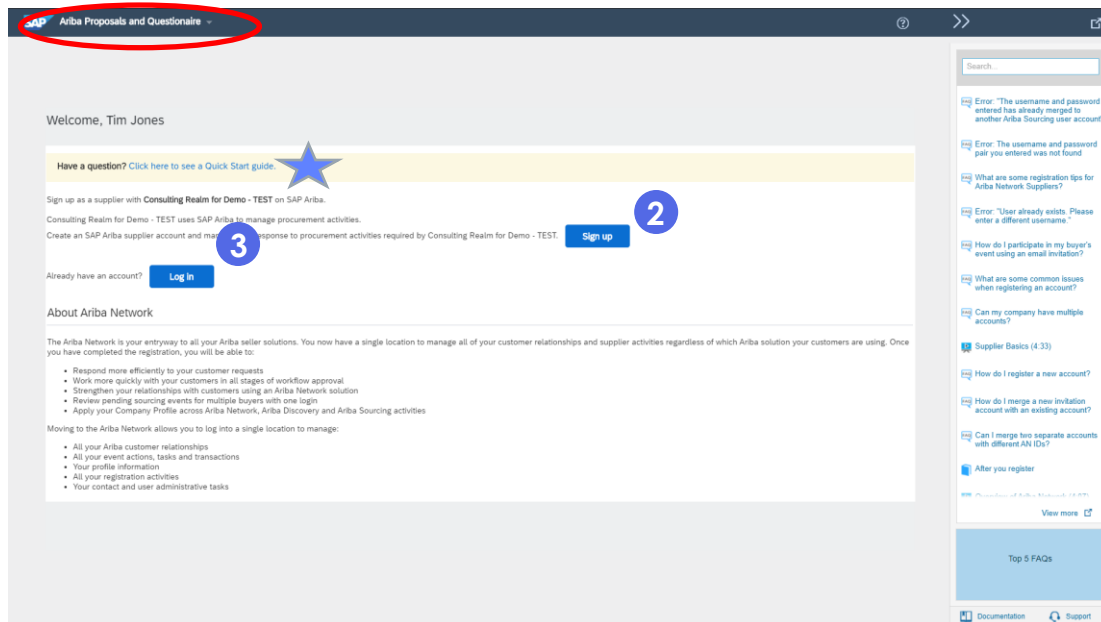 SAP Ariba Proposals and Questionaire
Search...
Welcome, Tim Jones
Have a question? Click here to see a Quick Start guide.
Sign up as a supplier with Consulting Realm for Demo - TEST on SAP Ariba.
Consulting Realm for Demo - TEST uses SAP Ariba to manage procurement activities.
Create an SAP Ariba supplier account and ma response to procurement activities required by Consulting Realm for Demo - TEST. Sign up
2
3
Already have an account? Log In
About Ariba Network
The Ariba Network is your entryway to all your Ariba seller solutions. You now have a single location to manage all of your customer relationships and supplier activities regardless of which Ariba solution your customers are using. Once
you have completed the registration, you will be able to:
• Respond more efficiently to your customer requests
• Work more quickly with your customers in all stages of workflow approval
• Strengthen your relationships with customers using an Ariba Network solution
• Review pending sourcing events for multiple buyers with one login
• Apply your Company Profile across Ariba Network, Ariba Discovery and Ariba Sourcing activities
Moving to the Ariba Network allows you to log into a single location to manage:
• All your Ariba customer relationships
• All your event actions, tasks and transactions
• Your profile information
• All your registration activities
• Your contact and user administrative tasks
FAQ Error: "The username and password
entered has already merged to
another Ariba Sourcing user account
FAQ Error: The username and password
pair you entered was not found
FAQ What are some registration tips for
Ariba Network Suppliers?
FAQ Error: "User already exists. Please
enter a different username."
FAQ How do I participate in my buyer's
event using an email invitation?
FAQ What are some common issues
when registering an account?
FAQ Can my company have multiple
accounts?
Supplier Basics (4:33)
FAQ How do I register a new account?
FAQ How do I merge a new invitation
account with an existing account?
FAQ Can I merge two separate accounts
with different AN IDs?
After you register
View more
Top 5 FAQs
Documentation
Support